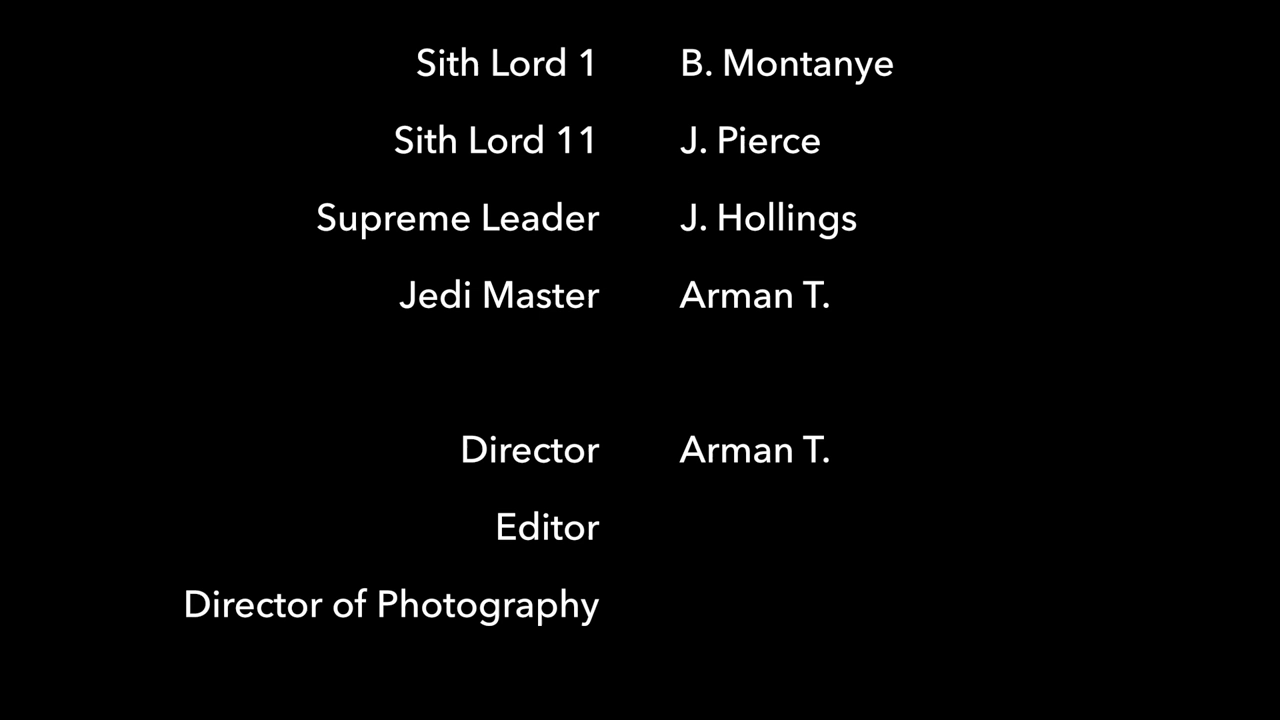 Sith Lord 1 B. Montanye
Sith Lord 11 J. Pierce
Supreme Leader J. Hollings
Jedi Master Arman T.
Director Arman T.
Editor
Director of Photography